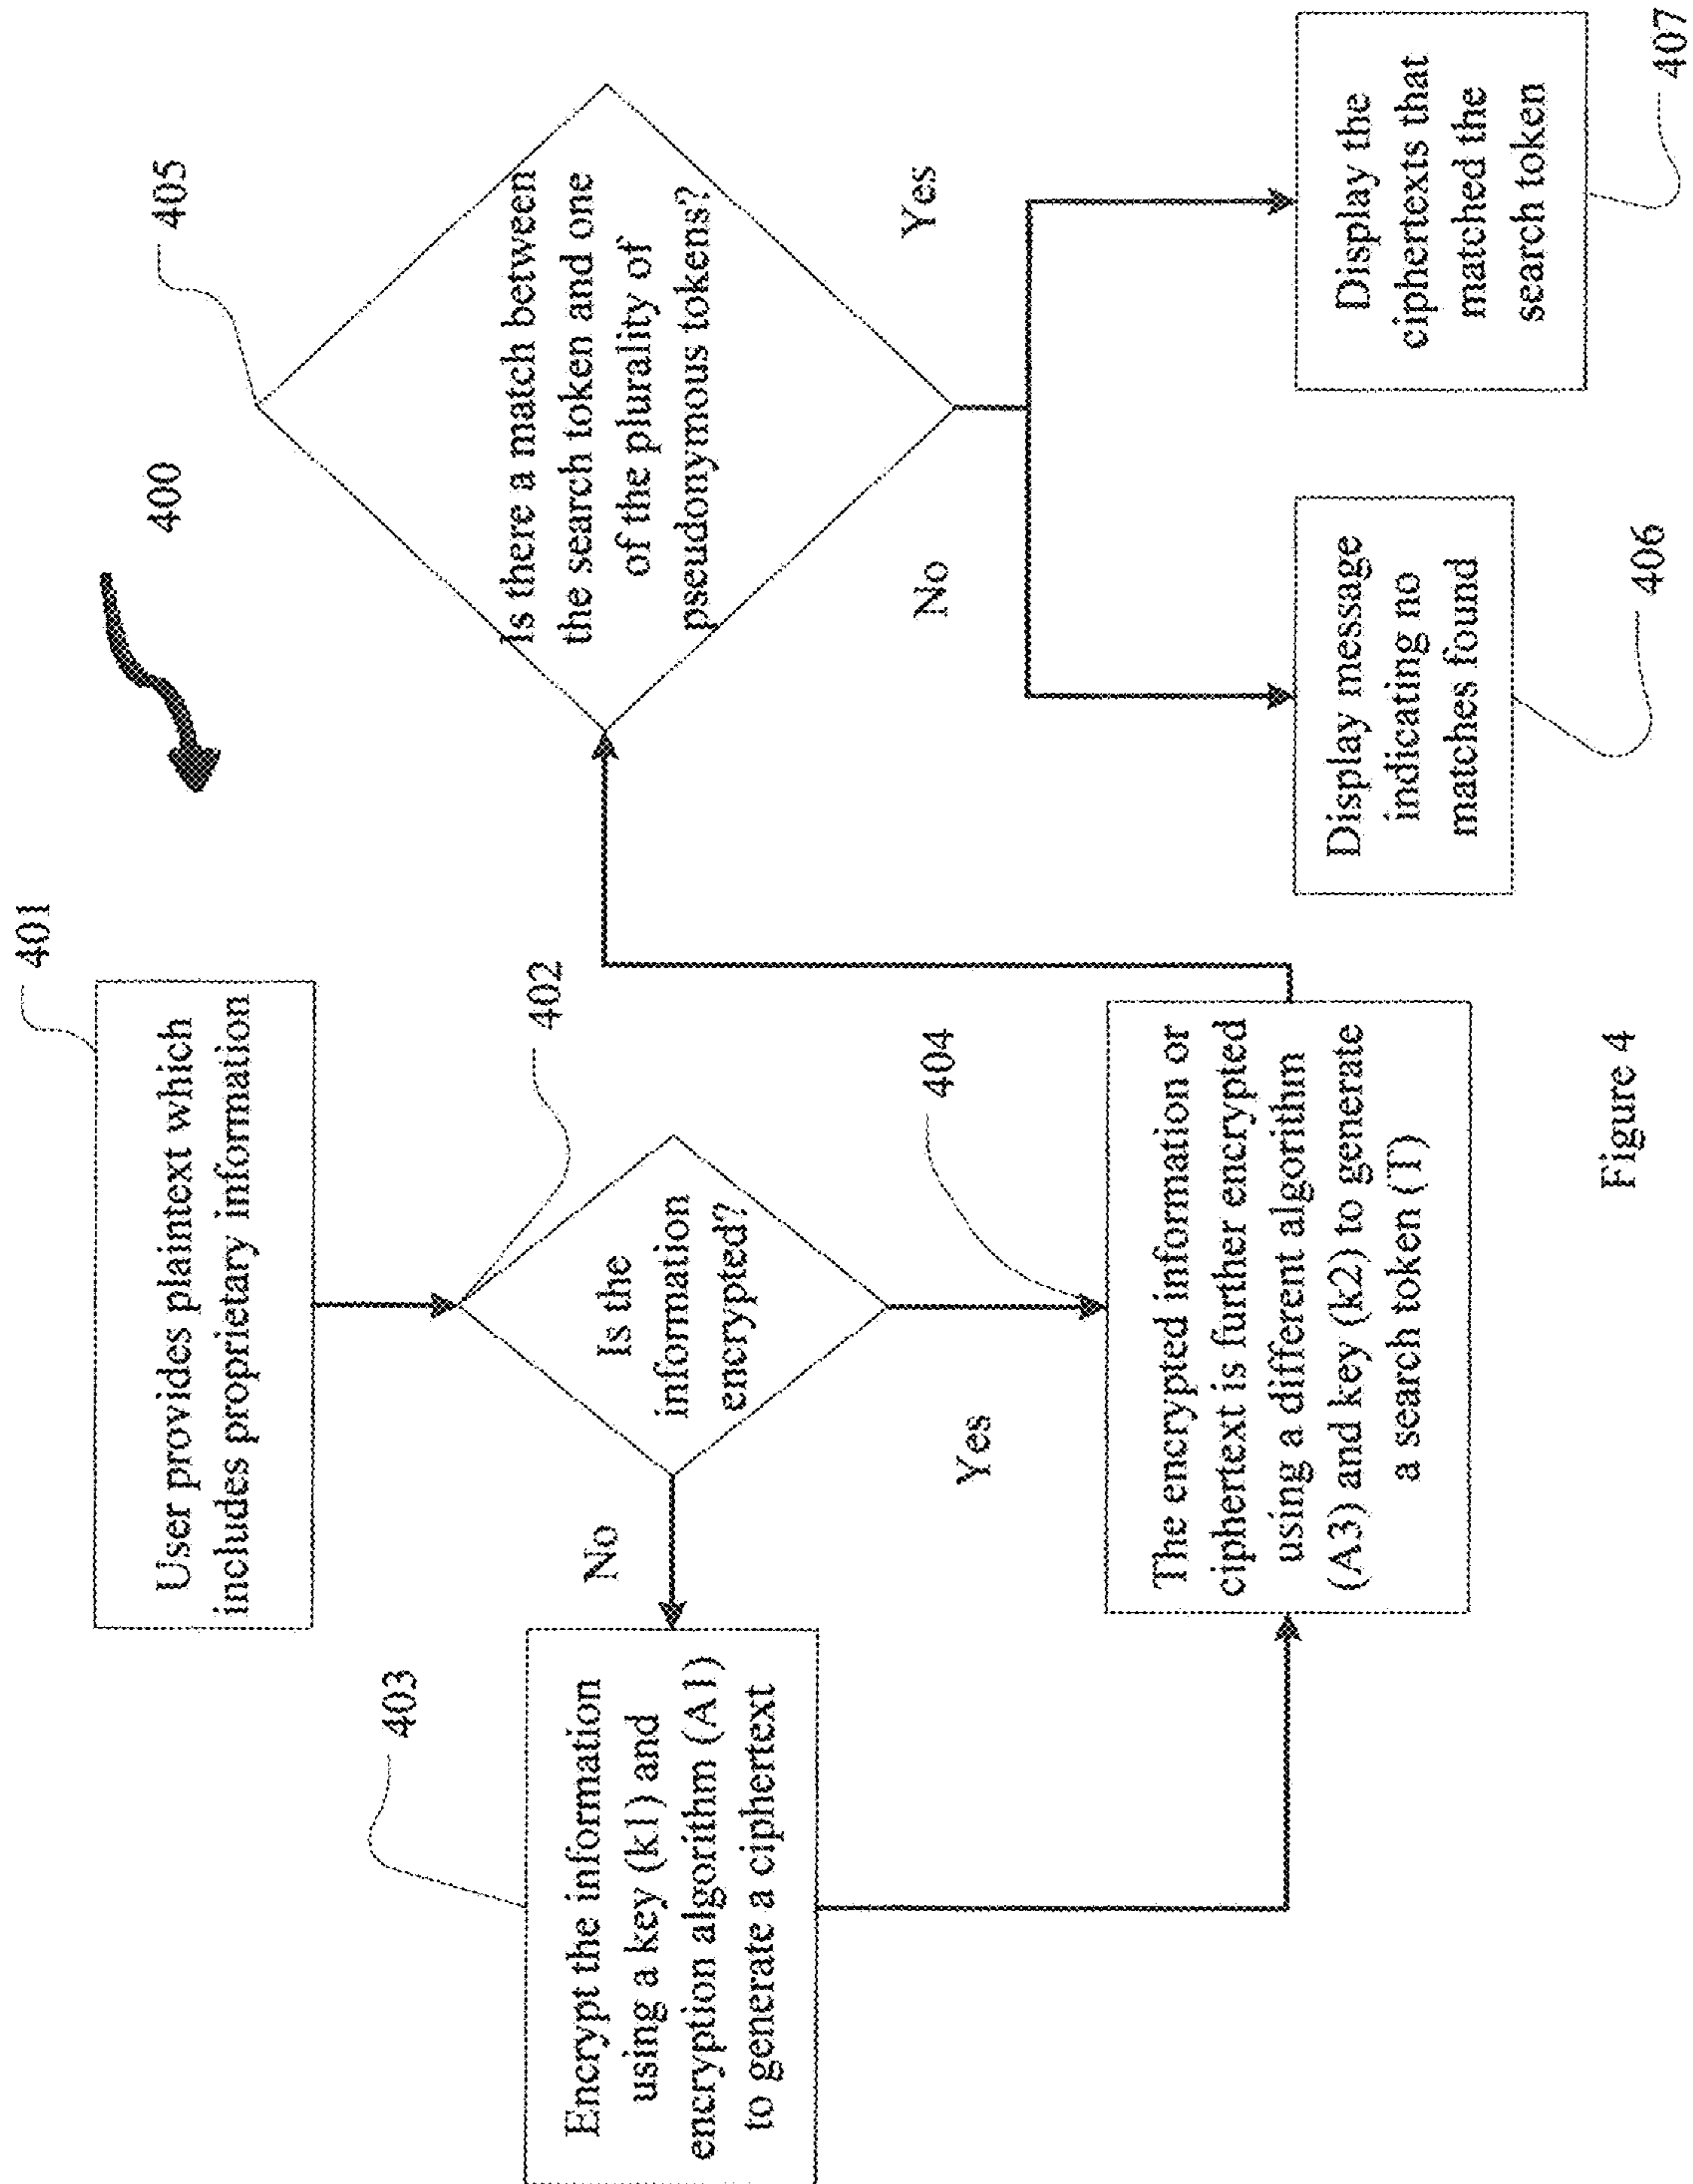 400
401
User provides plaintext which
includes proprietary information
402
Is the
information
encrypted?
No
Yes
403
Encrypt the information
using a key (k1) and
encryption algorithm (A1)
to generate a ciphertext
404
The encrypted information or
ciphertext is further encrypted
using a different algorithm
(A3) and key (k2) to generate
a search token (T)
405
Is there a match between
the search token and one
of the plurality of
pseudonymous tokens?
No
Yes
Display message
indicating no
matches found
406
Display the
ciphertexts that
matched the
search token
407
Figure 4